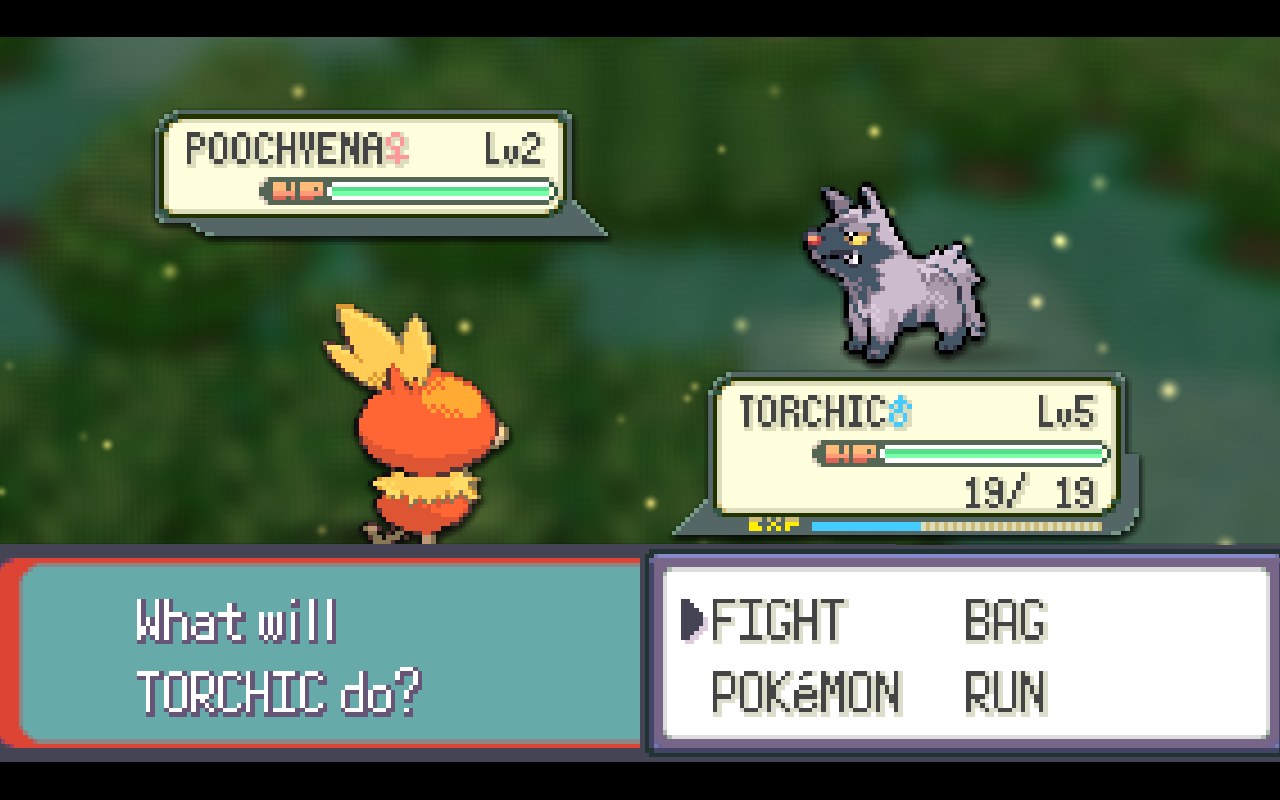 POOCHYENA♀ Lv2
HP
TORCHIC♂ Lv5
HP
19/ 19
EXP
What will
TORCHIC do?
FIGHT BAG
POKéMON RUN